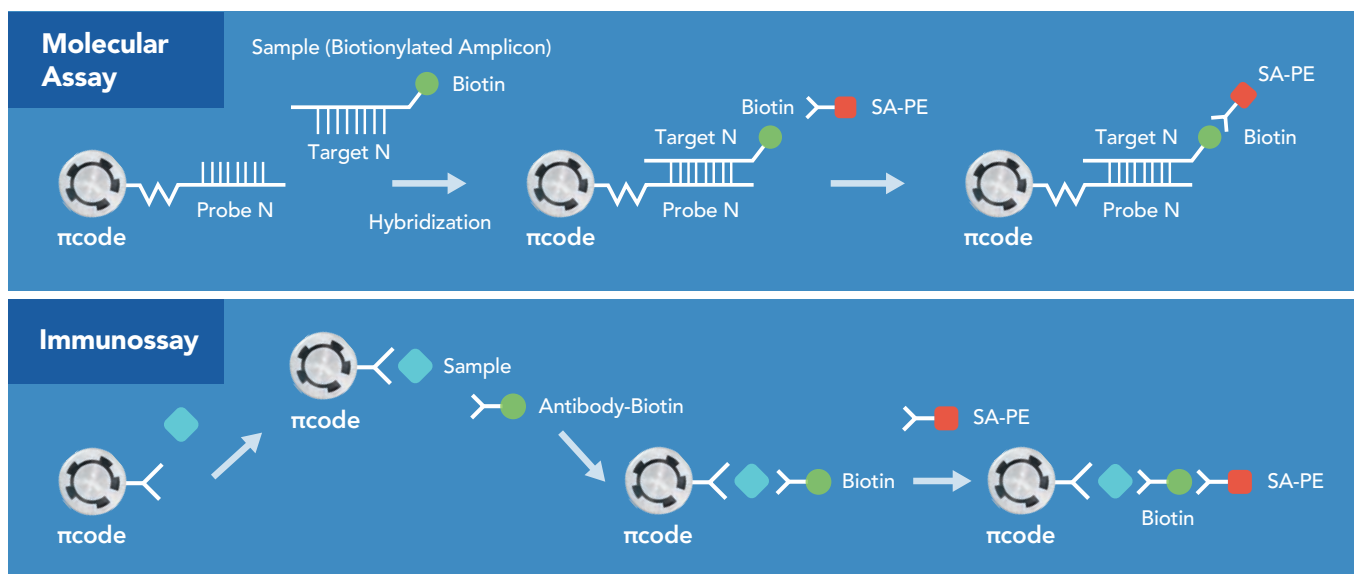 Molecular
Assay
Sample (Biotionylated Amplicon)
Biotin
Target N
Probe N
πcode
Hybridization
Biotin
SA-PE
Target N
Probe N
πcode
SA-PE
Target N
Biotin
Probe N
πcode
Immunossay
Sample
πcode
Antibody-Biotin
πcode
Biotin
πcode
SA-PE
SA-PE
Biotin
πcode